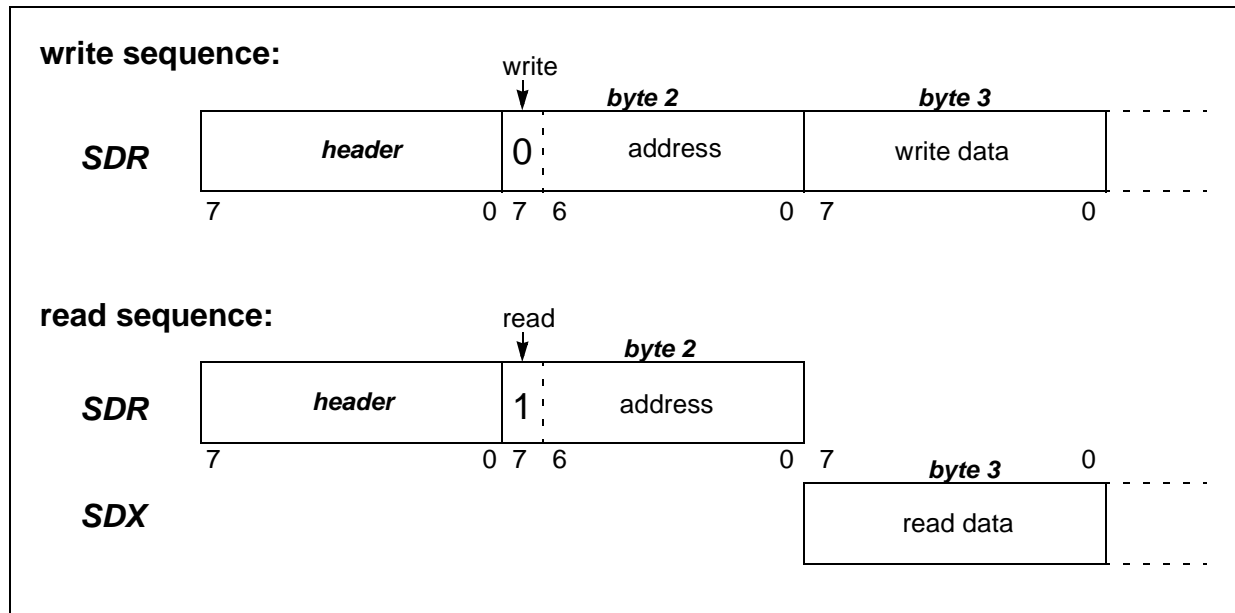 write sequence:
write
byte 2 byte 3
SDR header 0 address write data
7 0 7 6 0 7 0
read sequence:
read
byte 2
SDR header 1 address
7 0 7 6 0 7 0
byte 3
SDX read data